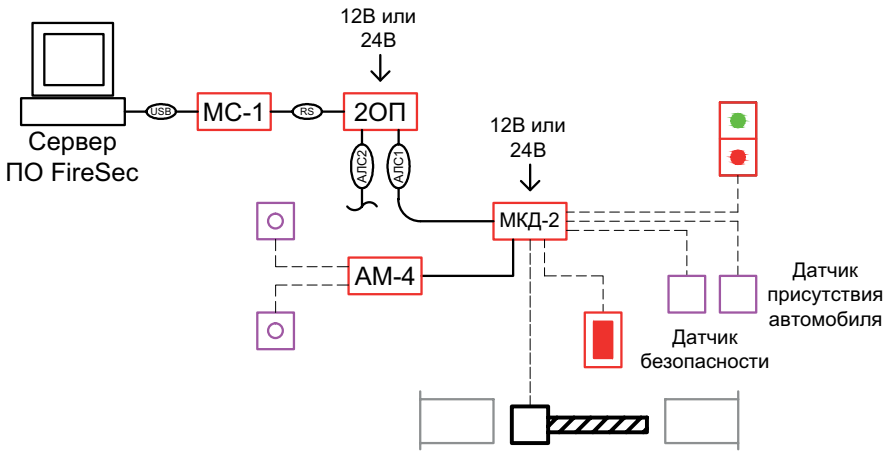 12В или
24В
USB
МС-1
RS
2ОП
Сервер
ПО FireSec
АЛС2
АЛС1
12В или
24В
МКД-2
АМ-4
Датчик
присутствия
автомобиля
Датчик
безопасности